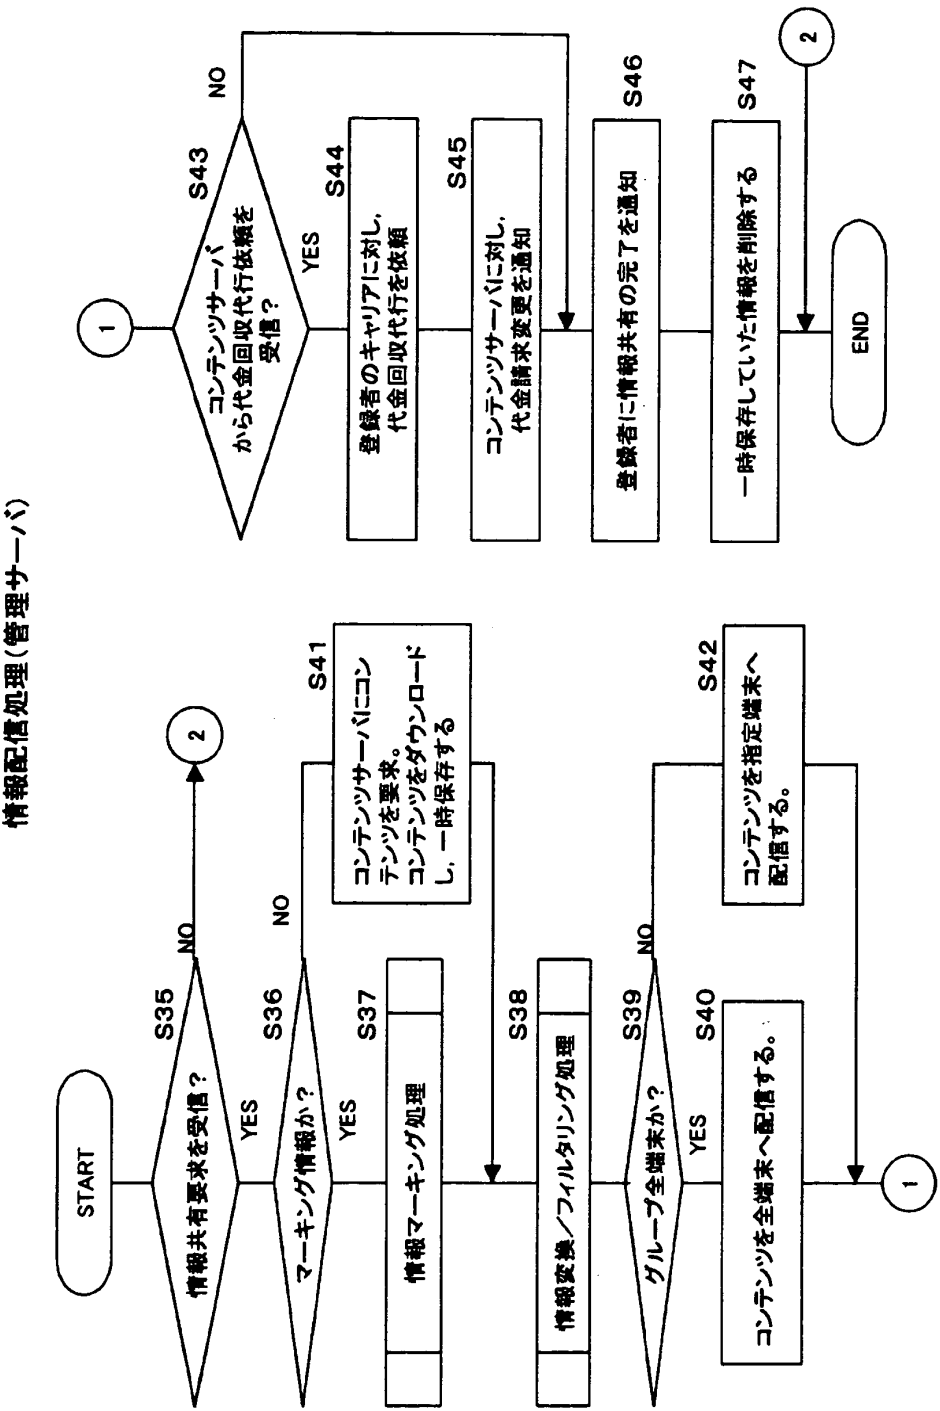 情報配信処理(管理サーバ)
START
S35
情報共有要求を受信?
NO
2
YES
S36
マーキング情報か?
NO
YES
S37
情報マーキング処理
S41
コンテンツサーバにコン
テンツを要求。
コンテンツをダウンロード
し、一時保存する
S38
情報変換/フィルタリング処理
S39
グループ全端末か?
NO
YES
S40
コンテンツを全端末へ配信する。
S42
コンテンツを指定端末へ
配信する。
1
1
S43
コンテンツサーバ
から代金回収代行依頼を
受信?
NO
YES
S44
登録者のキャリアに対し、
代金回収代行を依頼
S45
コンテンツサーバに対し、
代金請求変更を通知
S46
登録者に情報共有の完了を通知
S47
一時保存していた情報を削除する
2
END